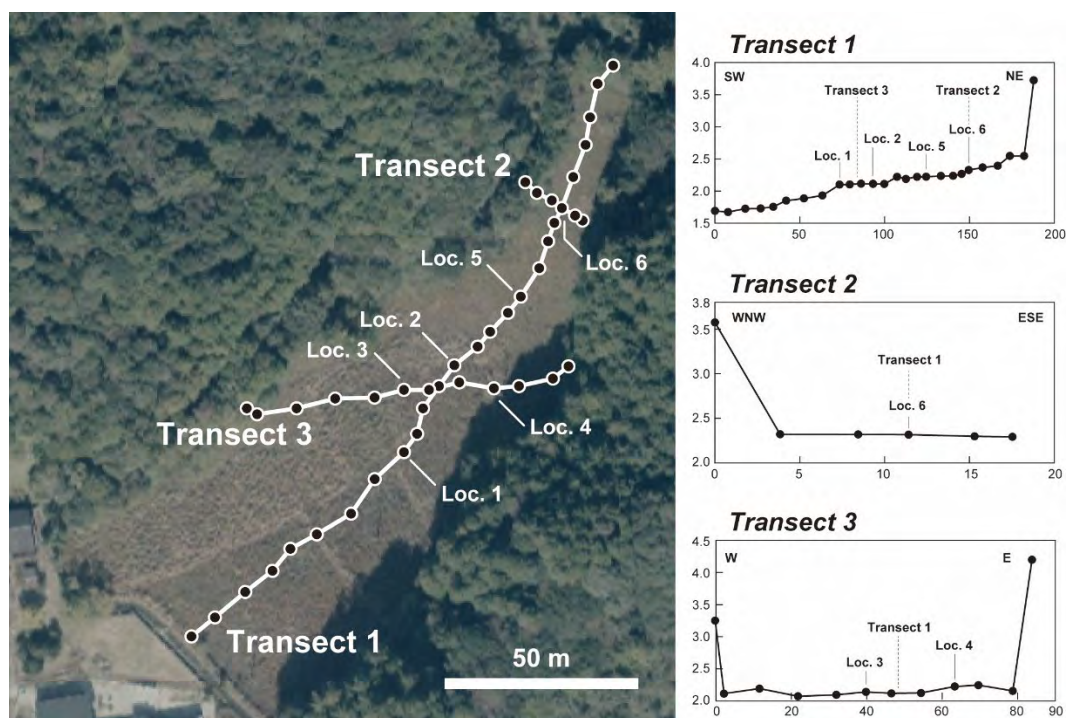 Transect 2
Loc. 5
Loc. 6
Loc. 2
Loc. 3
Transect 3
Loc. 4
Loc. 1
Transect 1
50 m
Transect 1
4.0
SW
NE
3.5
Transect 3
Transect 2
3.0
Loc. 2
Loc. 6
Loc. 1
Loc. 5
2.5
2.0
1.5
0 50 100 150 200
Transect 2
3.8
WNW
ESE
3.5
3.0
Transect 1
Loc. 6
2.5
2.0
0 5 10 15 20
Transect 3
4.5
W
E
4.0
3.5
3.0
Transect 1
Loc. 3
Loc. 4
2.5
2.0
0 20 40 60 80 90